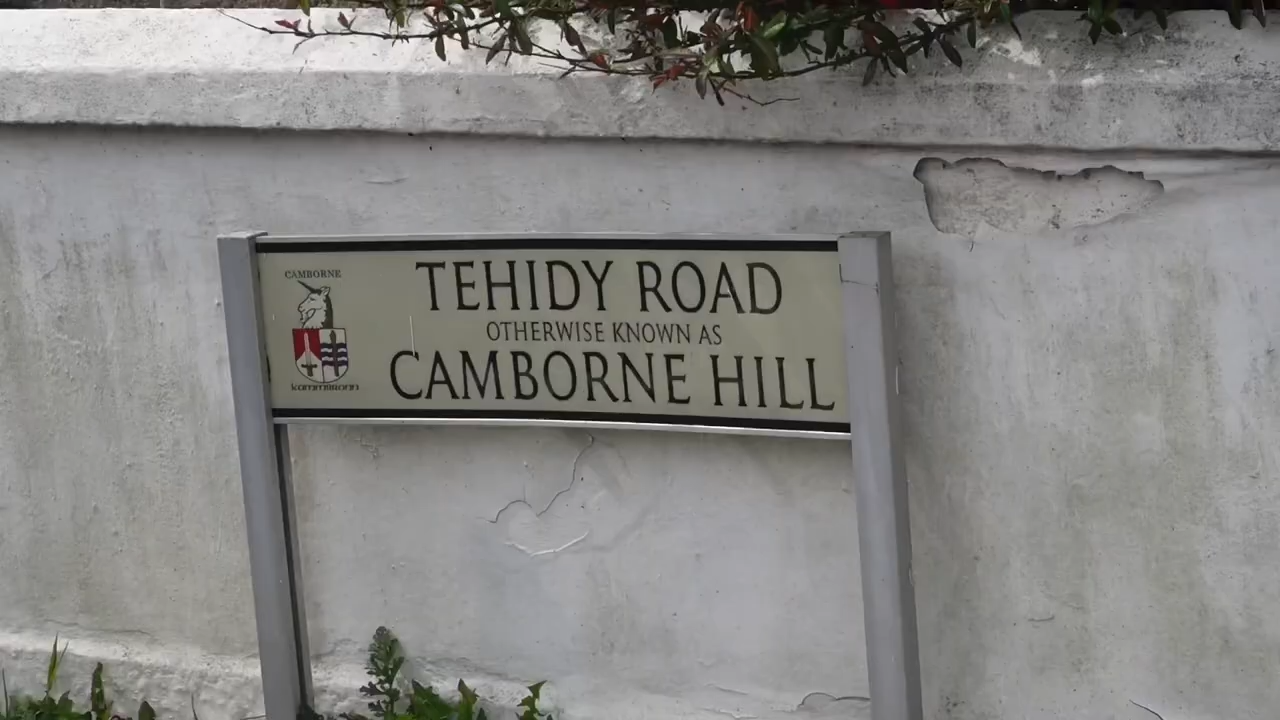 CAMBORNE
TEHIDY ROAD
OTHERWISE KNOWN AS
CAMBORNE HILL